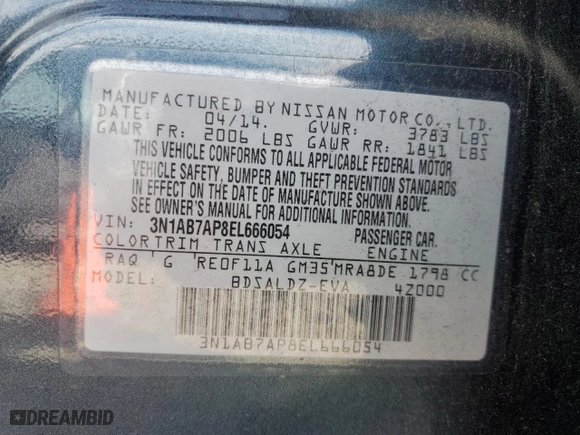 MANUFACTURED BY NISSAN MOTOR CO., LTD.
DATE: 04/14. GVWR: 3783 LBS
GAWR FR: 2006 LBS GAWR RR: 1841 LBS
THIS VEHICLE CONFORMS TO ALL APPLICABLE FEDERAL MOTOR
VEHICLE SAFETY, BUMPER AND THEFT PREVENTION STANDARDS
IN EFFECT ON THE DATE OF MANUFACTURE SHOWN ABOVE.
SEE OWNER'S MANUAL FOR ADDITIONAL INFORMATION.
VIN: 3N1AB7AP8EL666054 PASSENGER CAR.
COLOR TRIM TRANS AXLE ENGINE
RAQ 'G 'RE0F11A GM35'MRA8DE 1798 CC
MODEL: BDSALDZ-EVA 4Z000
3N1AB7AP8EL666054
DREAMBID